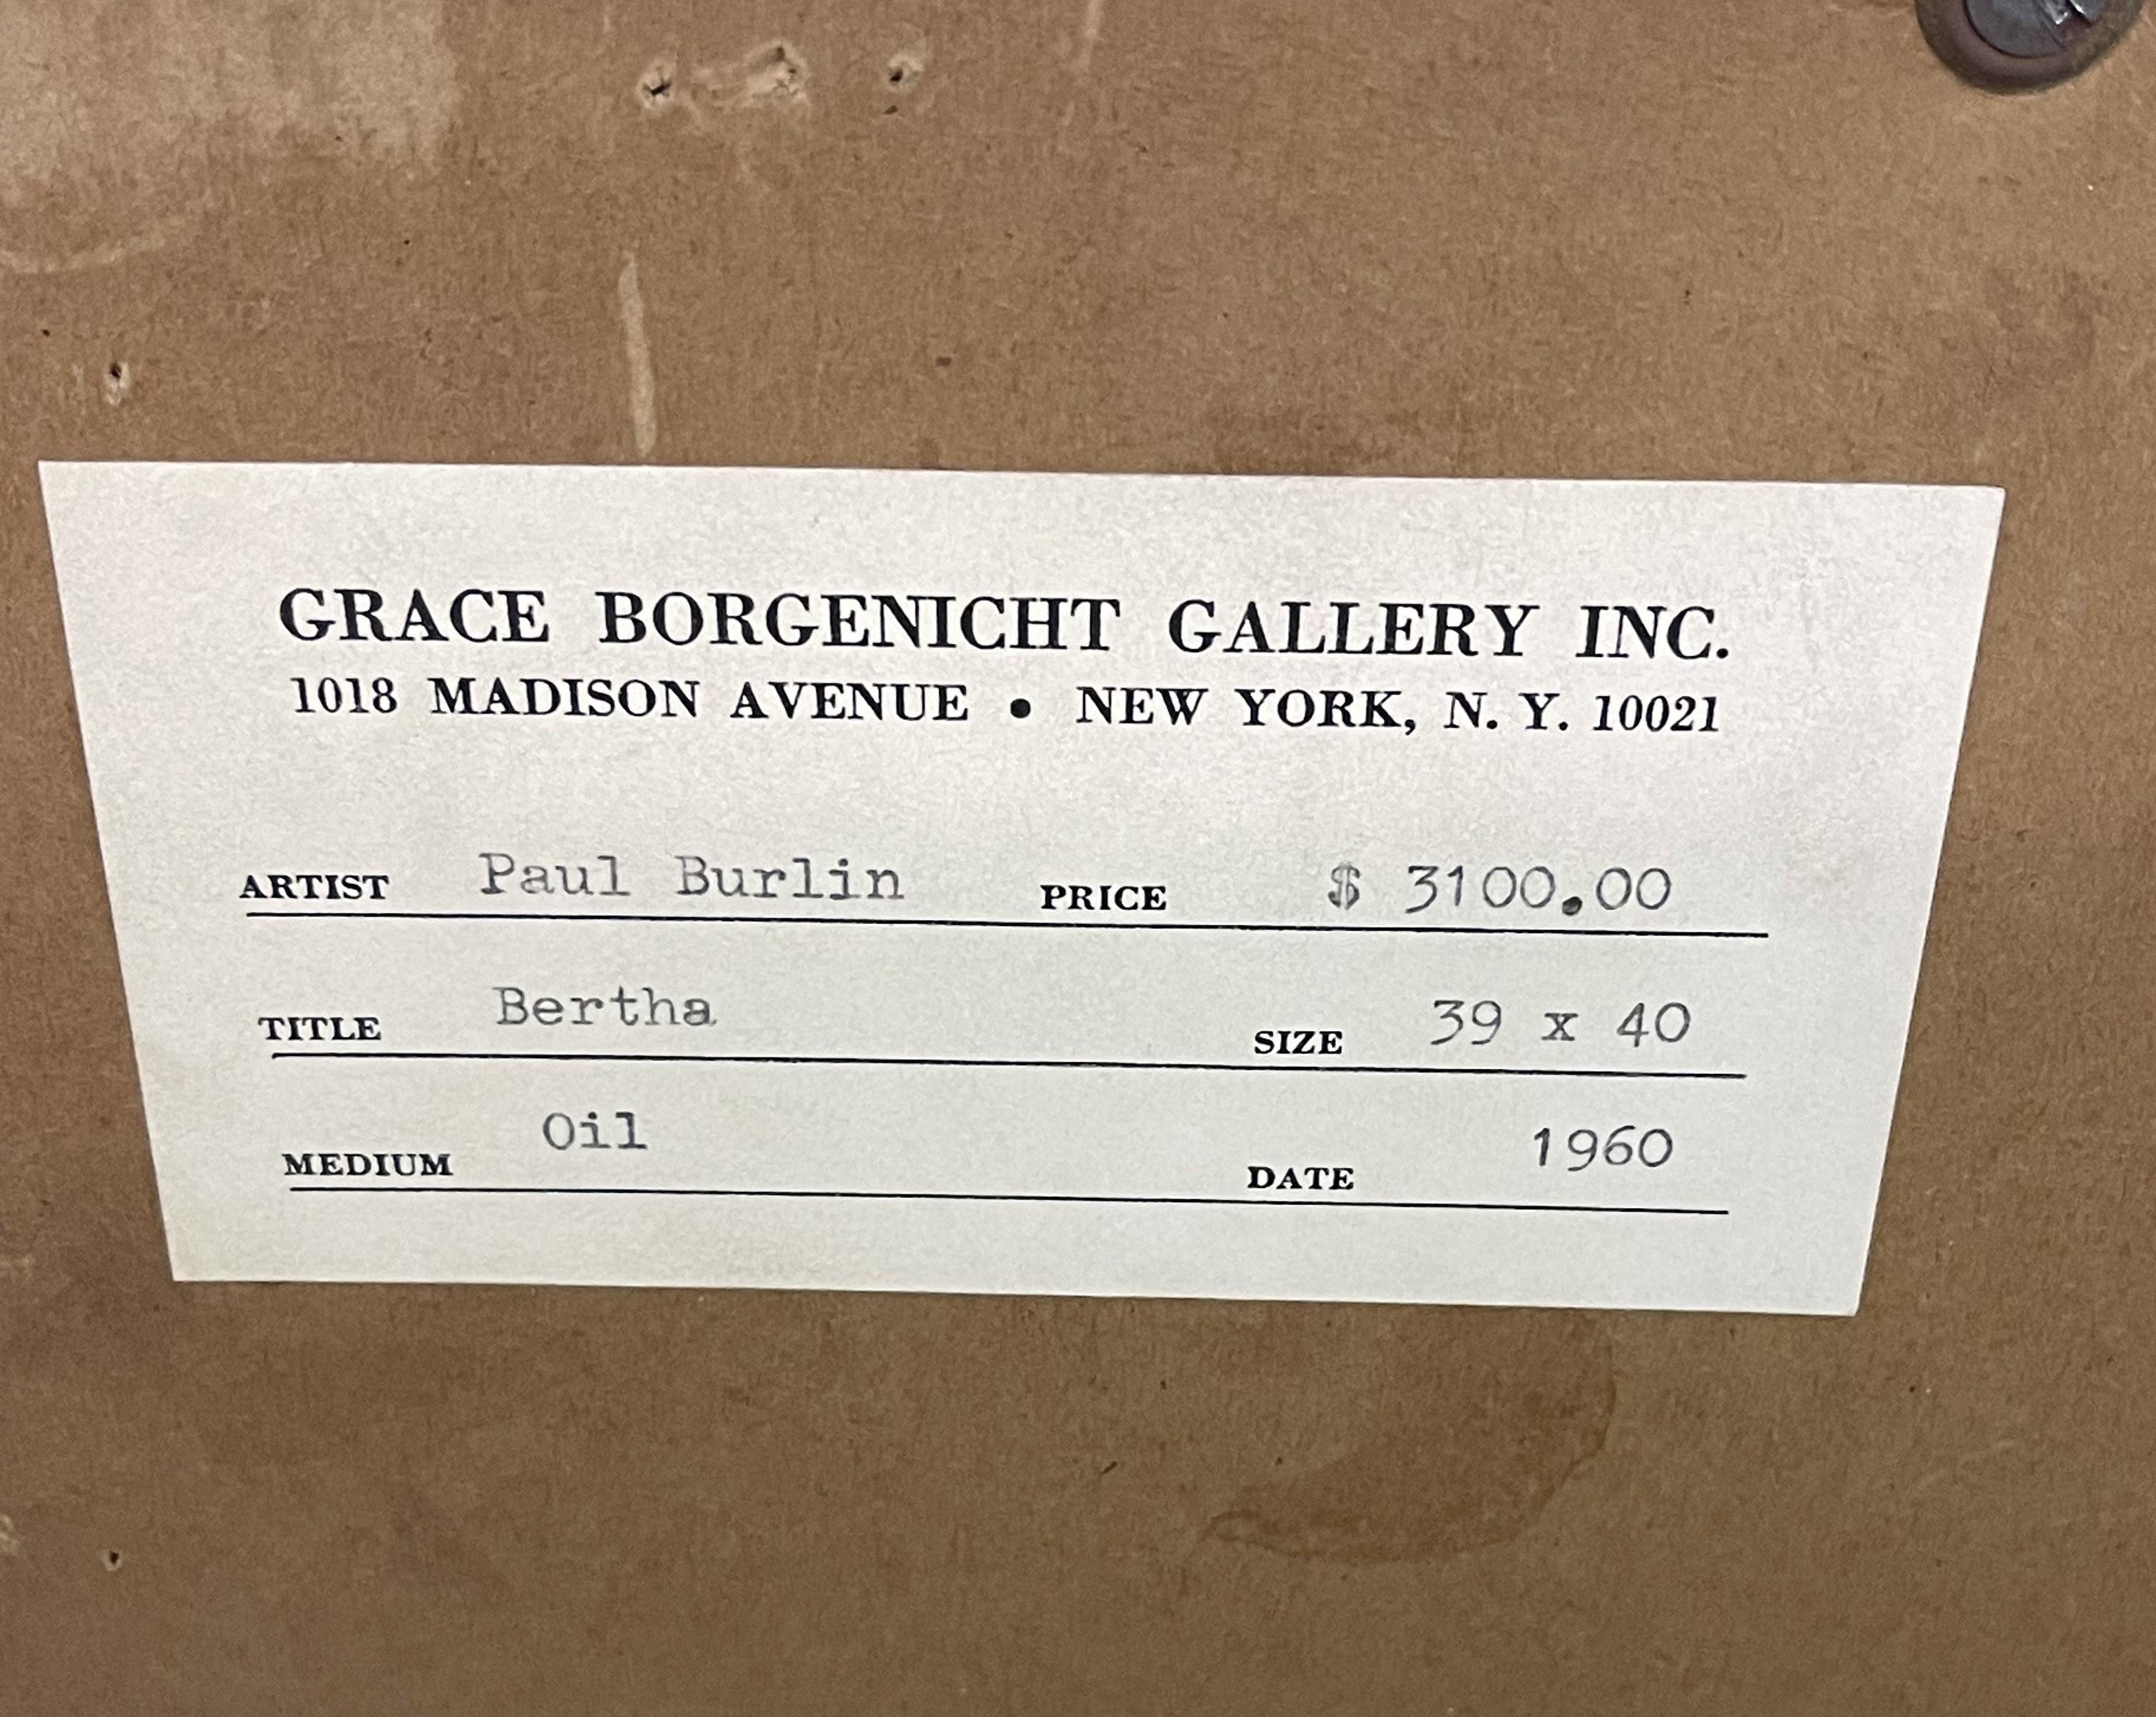 GRACE BORGENICHT GALLERY INC.
1018 MADISON AVENUE • NEW YORK, N. Y. 10021
ARTIST Paul Burlin PRICE $ 3100.00
TITLE Bertha SIZE 39 x 40
MEDIUM Oil DATE 1960